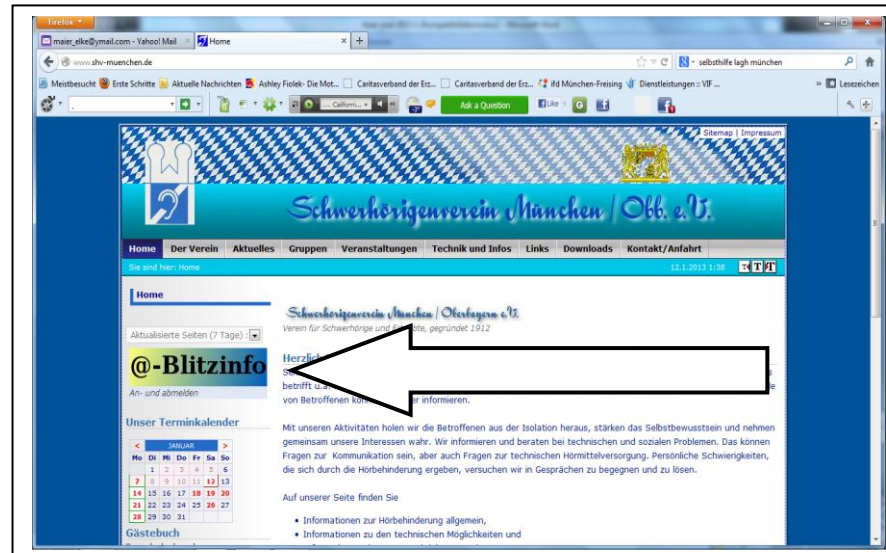 Firefox
maier_elke@ymail.com - Yahoo! Mail
Home
www.shv-muenchen.de
selbsthilfe lagh münchen
Meistbesucht Erste Schritte Aktuelle Nachrichten Ashley Fiolek- Die Mot... Caritasverband der Erz... Caritasverband der Erz... ifd München-Freising Dienstleistungen :: VIF ... Lesezeichen
Ask a Question Like
Sitemap | Impressum
Schwerhörigenverein München / Obb. e.V.
Home Der Verein Aktuelles Gruppen Veranstaltungen Technik und Infos Links Downloads Kontakt/Anfahrt
Sie sind hier: Home 12.1.2013 1:38
Home
Aktualisierte Seiten (7 Tage) :
@-Blitzinfo
An- und abmelden
Unser Terminkalender
< JANUAR >
Mo Di Mi Do Fr Sa So
1 2 3 4 5 6
7 8 9 10 11 12 13
14 15 16 17 18 19 20
21 22 23 24 25 26 27
28 29 30 31
Gästebuch
Schwerhörigenverein München / Oberbayern e.V.
Verein für Schwerhörige und gegründet 1912
betrifft u.a.
von Betroffenen informieren.
Mit unseren Aktivitäten holen wir die Betroffenen aus der Isolation heraus, stärken das Selbstbewusstsein und nehmen
gemeinsam unsere Interessen wahr. Wir informieren und beraten bei technischen und sozialen Problemen. Das können
Fragen zur Kommunikation sein, aber auch Fragen zur technischen Hörmittelversorgung. Persönliche Schwierigkeiten,
die sich durch die Hörbehinderung ergeben, versuchen wir in Gesprächen zu begegnen und zu lösen.
Auf unserer Seite finden Sie
• Informationen zur Hörbehinderung allgemein,
• Informationen zu den technischen Möglichkeiten und